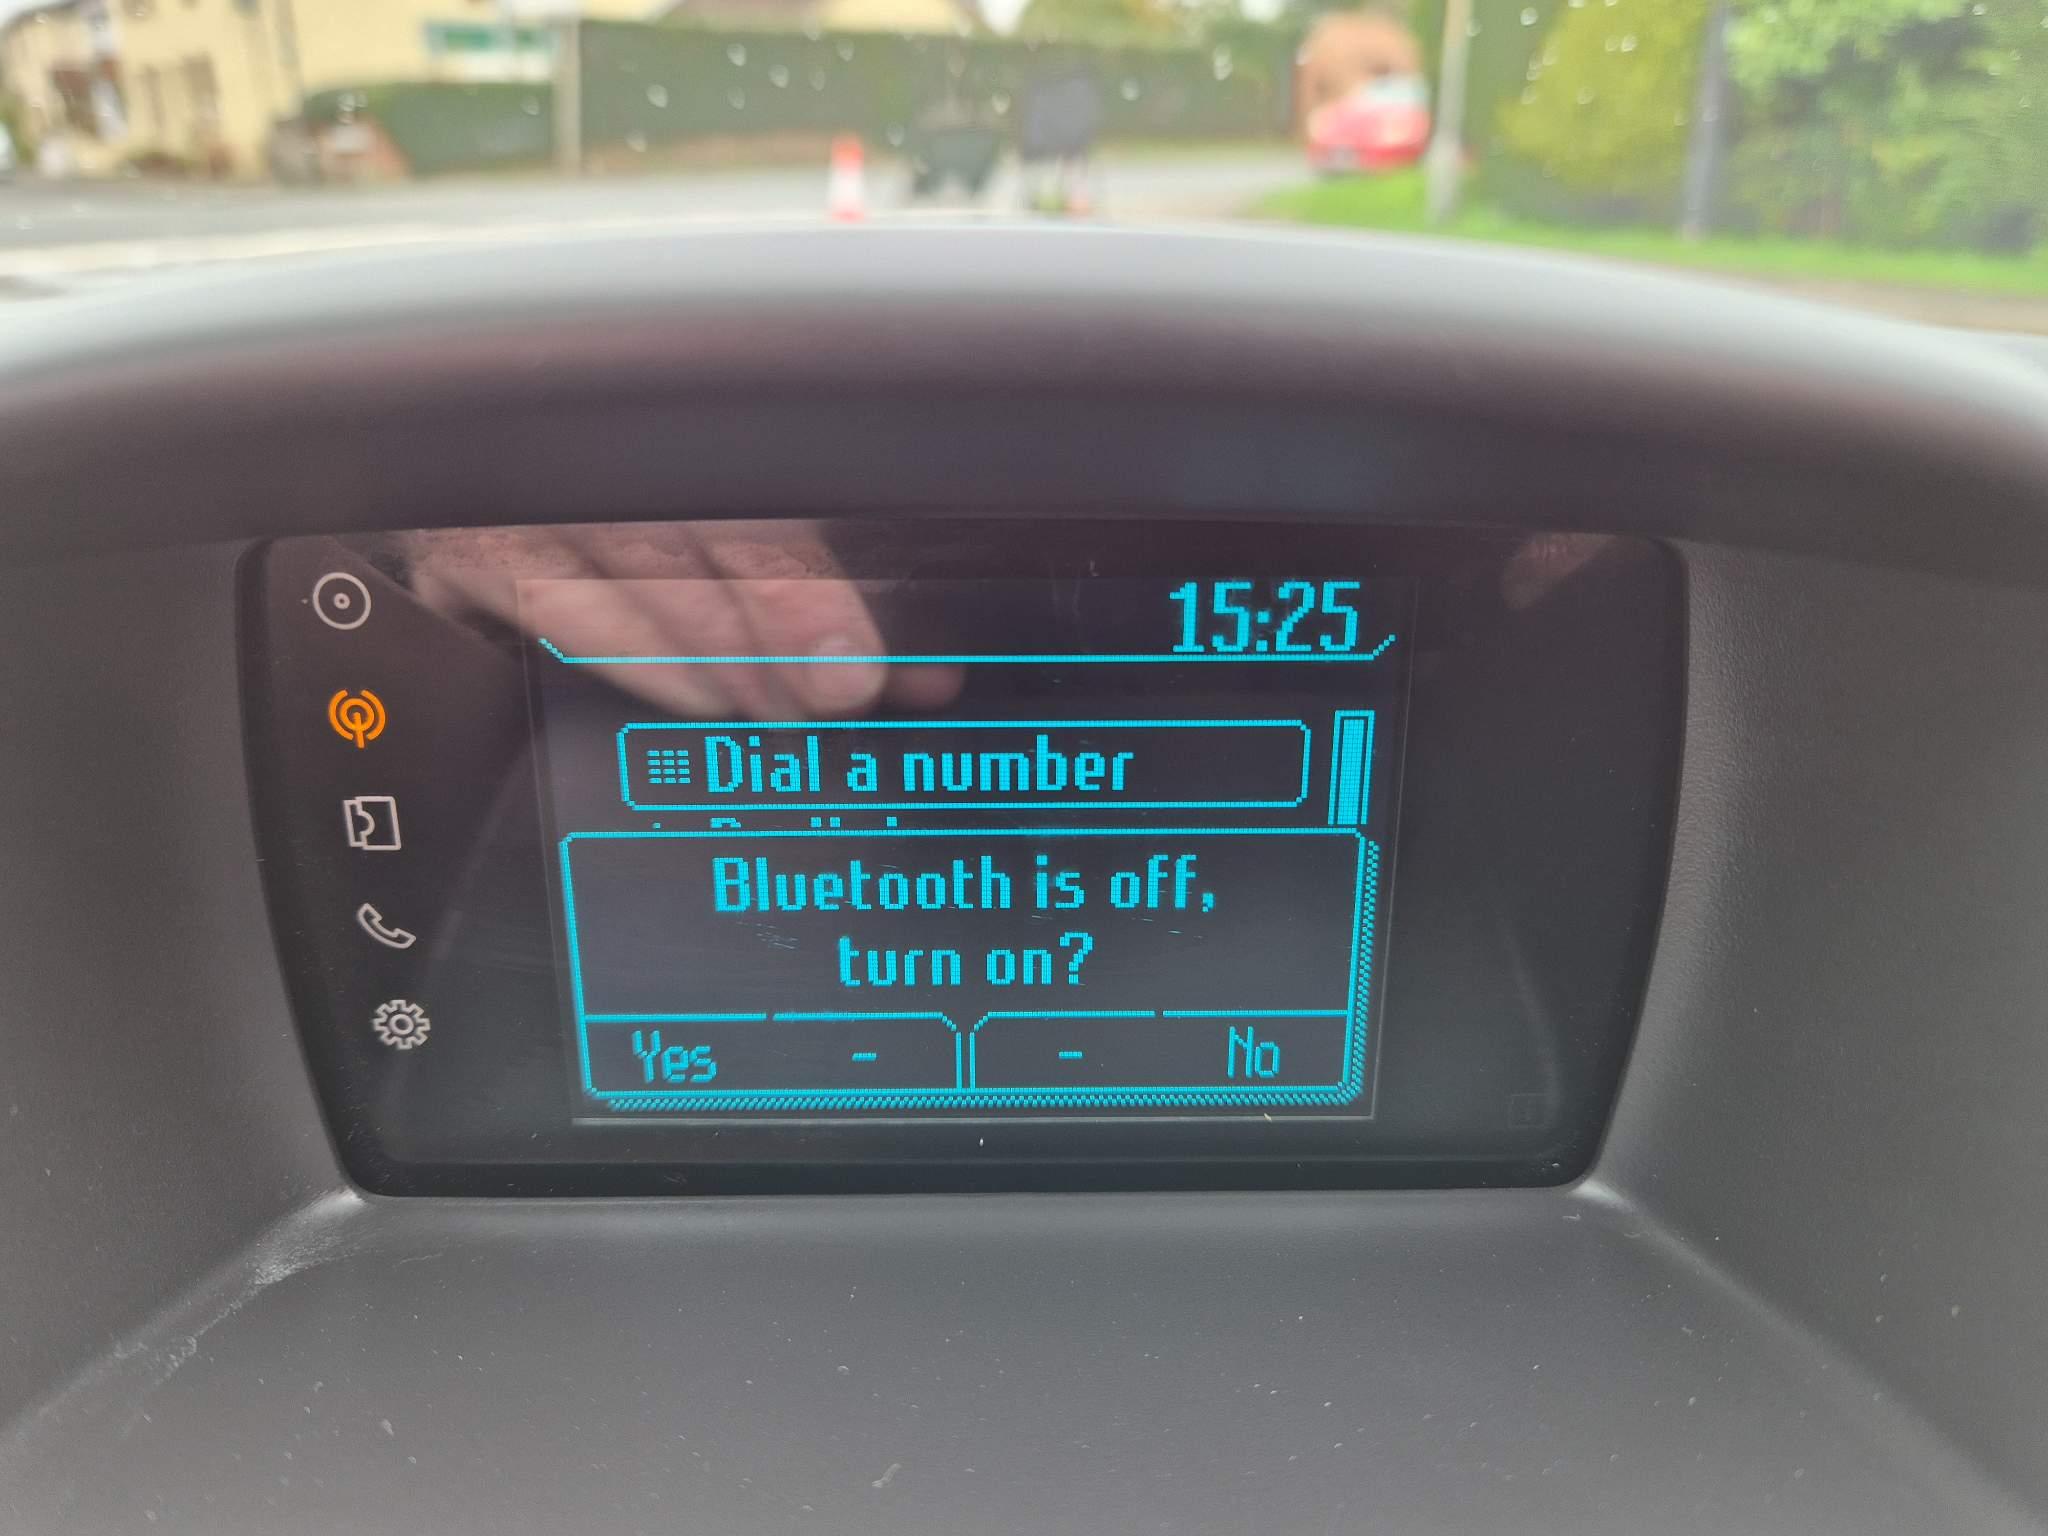 15:25
Dial a number
Bluetooth is off,
turn on?
Yes - - No